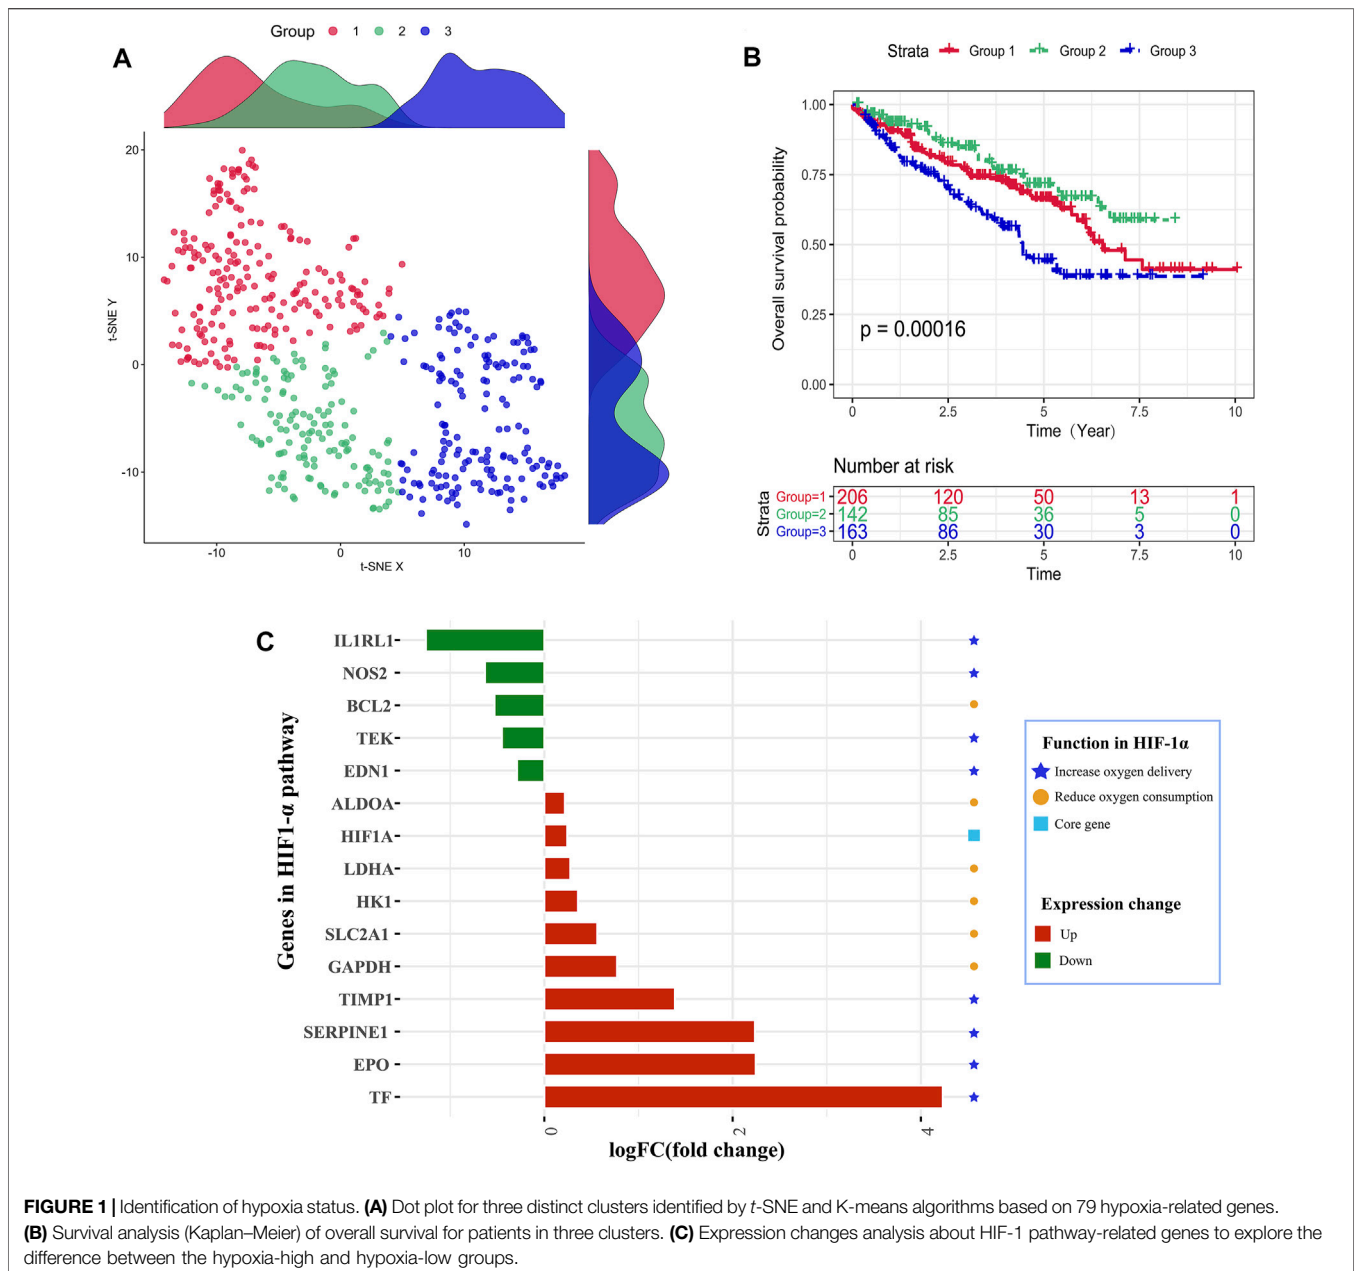 Group 1 2 3
A
20
10
0
-10
t-SNE Y
-10 0 10
t-SNE X
B
Strata Group 1 Group 2 Group 3
1.00
0.75
0.50
0.25
0.00
Overall survival probability
p = 0.00016
0 2.5 5 7.5 10
Time (Year)
Number at risk
Strata
Group=1 206 120 50 13 1
Group=2 142 85 36 5 0
Group=3 163 86 30 3 0
0 2.5 5 7.5 10
Time
C
Genes in HIF1-α pathway
IL1RL1
NOS2
BCL2
TEK
EDN1
ALDOA
HIF1A
LDHA
HK1
SLC2A1
GAPDH
TIMP1
SERPINE1
EPO
TF
0 2 4
logFC(fold change)
Function in HIF-1α
Increase oxygen delivery
Reduce oxygen consumption
Core gene
Expression change
Up
Down
FIGURE 1 | Identification of hypoxia status. (A) Dot plot for three distinct clusters identified by t-SNE and K-means algorithms based on 79 hypoxia-related genes.
(B) Survival analysis (Kaplan–Meier) of overall survival for patients in three clusters. (C) Expression changes analysis about HIF-1 pathway-related genes to explore the
difference between the hypoxia-high and hypoxia-low groups.